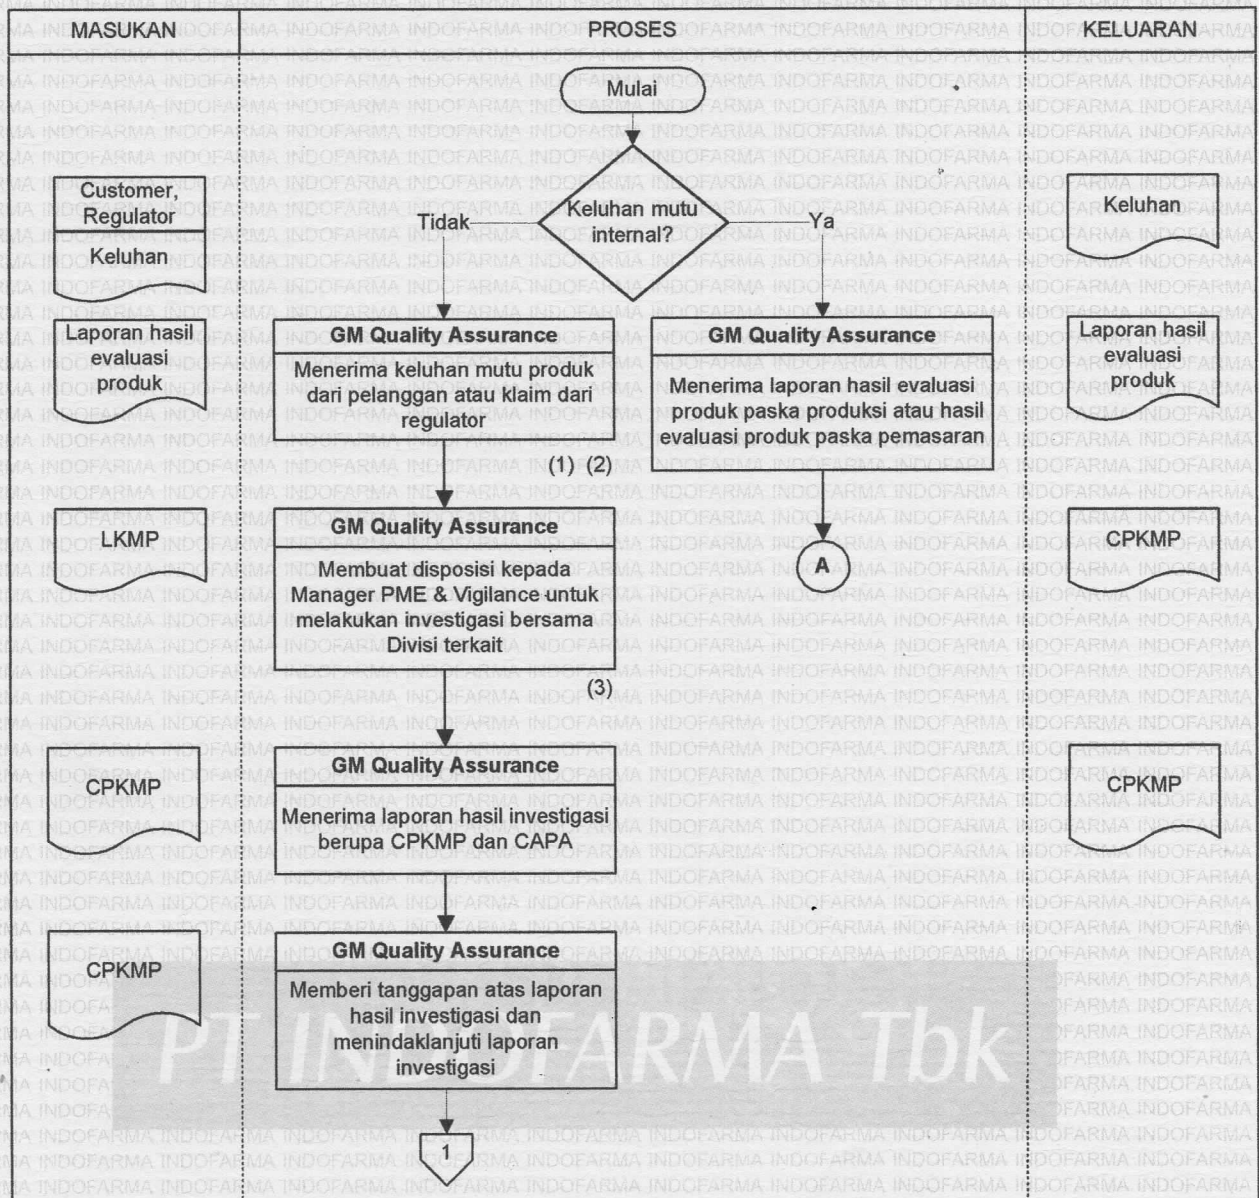 MASUKAN
PROSES
KELUARAN
Mulai
Customer
Regulator
Keluhan
Tidak
Keluhan mutu
internal?
Ya
Keluhan
Laporan hasil
evaluasi
produk
GM Quality Assurance
Menerima keluhan mutu produk
dari pelanggan atau klaim dari
regulator
(1) (2)
GM Quality Assurance
Menerima laporan hasil evaluasi
produk paska produksi atau hasil
evaluasi produk paska pemasaran
Laporan hasil
evaluasi
produk
LKMP
GM Quality Assurance
Membuat disposisi kepada
Manager PME & Vigilance untuk
melakukan investigasi bersama
Divisi terkait
(3)
A
CPKMP
CPKMP
GM Quality Assurance
Menerima laporan hasil investigasi
berupa CPKMP dan CAPA
CPKMP
CPKMP
GM Quality Assurance
Memberi tanggapan atas laporan
hasil investigasi dan
menindaklanjuti laporan
investigasi
PT INDOFARMA Tbk
1